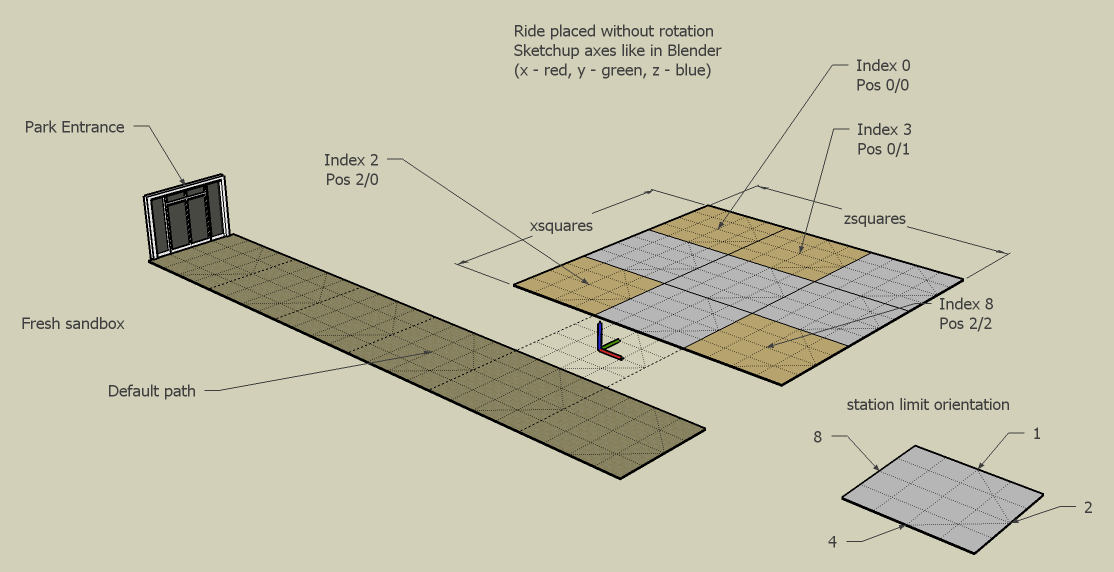 Ride placed without rotation
Sketchup axes like in Blender
(x - red, y - green, z - blue)
Index 0
Pos 0/0
Park Entrance
Index 3
Pos 0/1
Index 2
Pos 2/0
xsquares
zsquares
Index 8
Pos 2/2
Fresh sandbox
Default path
station limit orientation
8
1
2
4